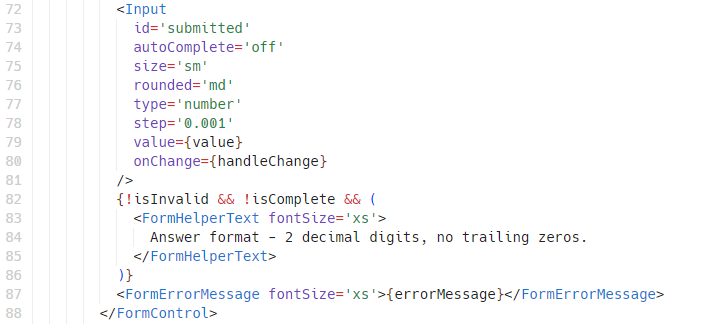 72 <Input
73 id='submitted'
74 autoComplete='off'
75 size='sm'
76 rounded='md'
77 type='number'
78 step='0.001'
79 value={value}
80 onChange={handleChange}
81 />
82 {!isInvalid && !isComplete && (
83 <FormHelperText fontSize='xs'>
84 Answer format - 2 decimal digits, no trailing zeros.
85 </FormHelperText>
86 )}
87 <FormErrorMessage fontSize='xs'>{errorMessage}</FormErrorMessage>
88 </FormControl>